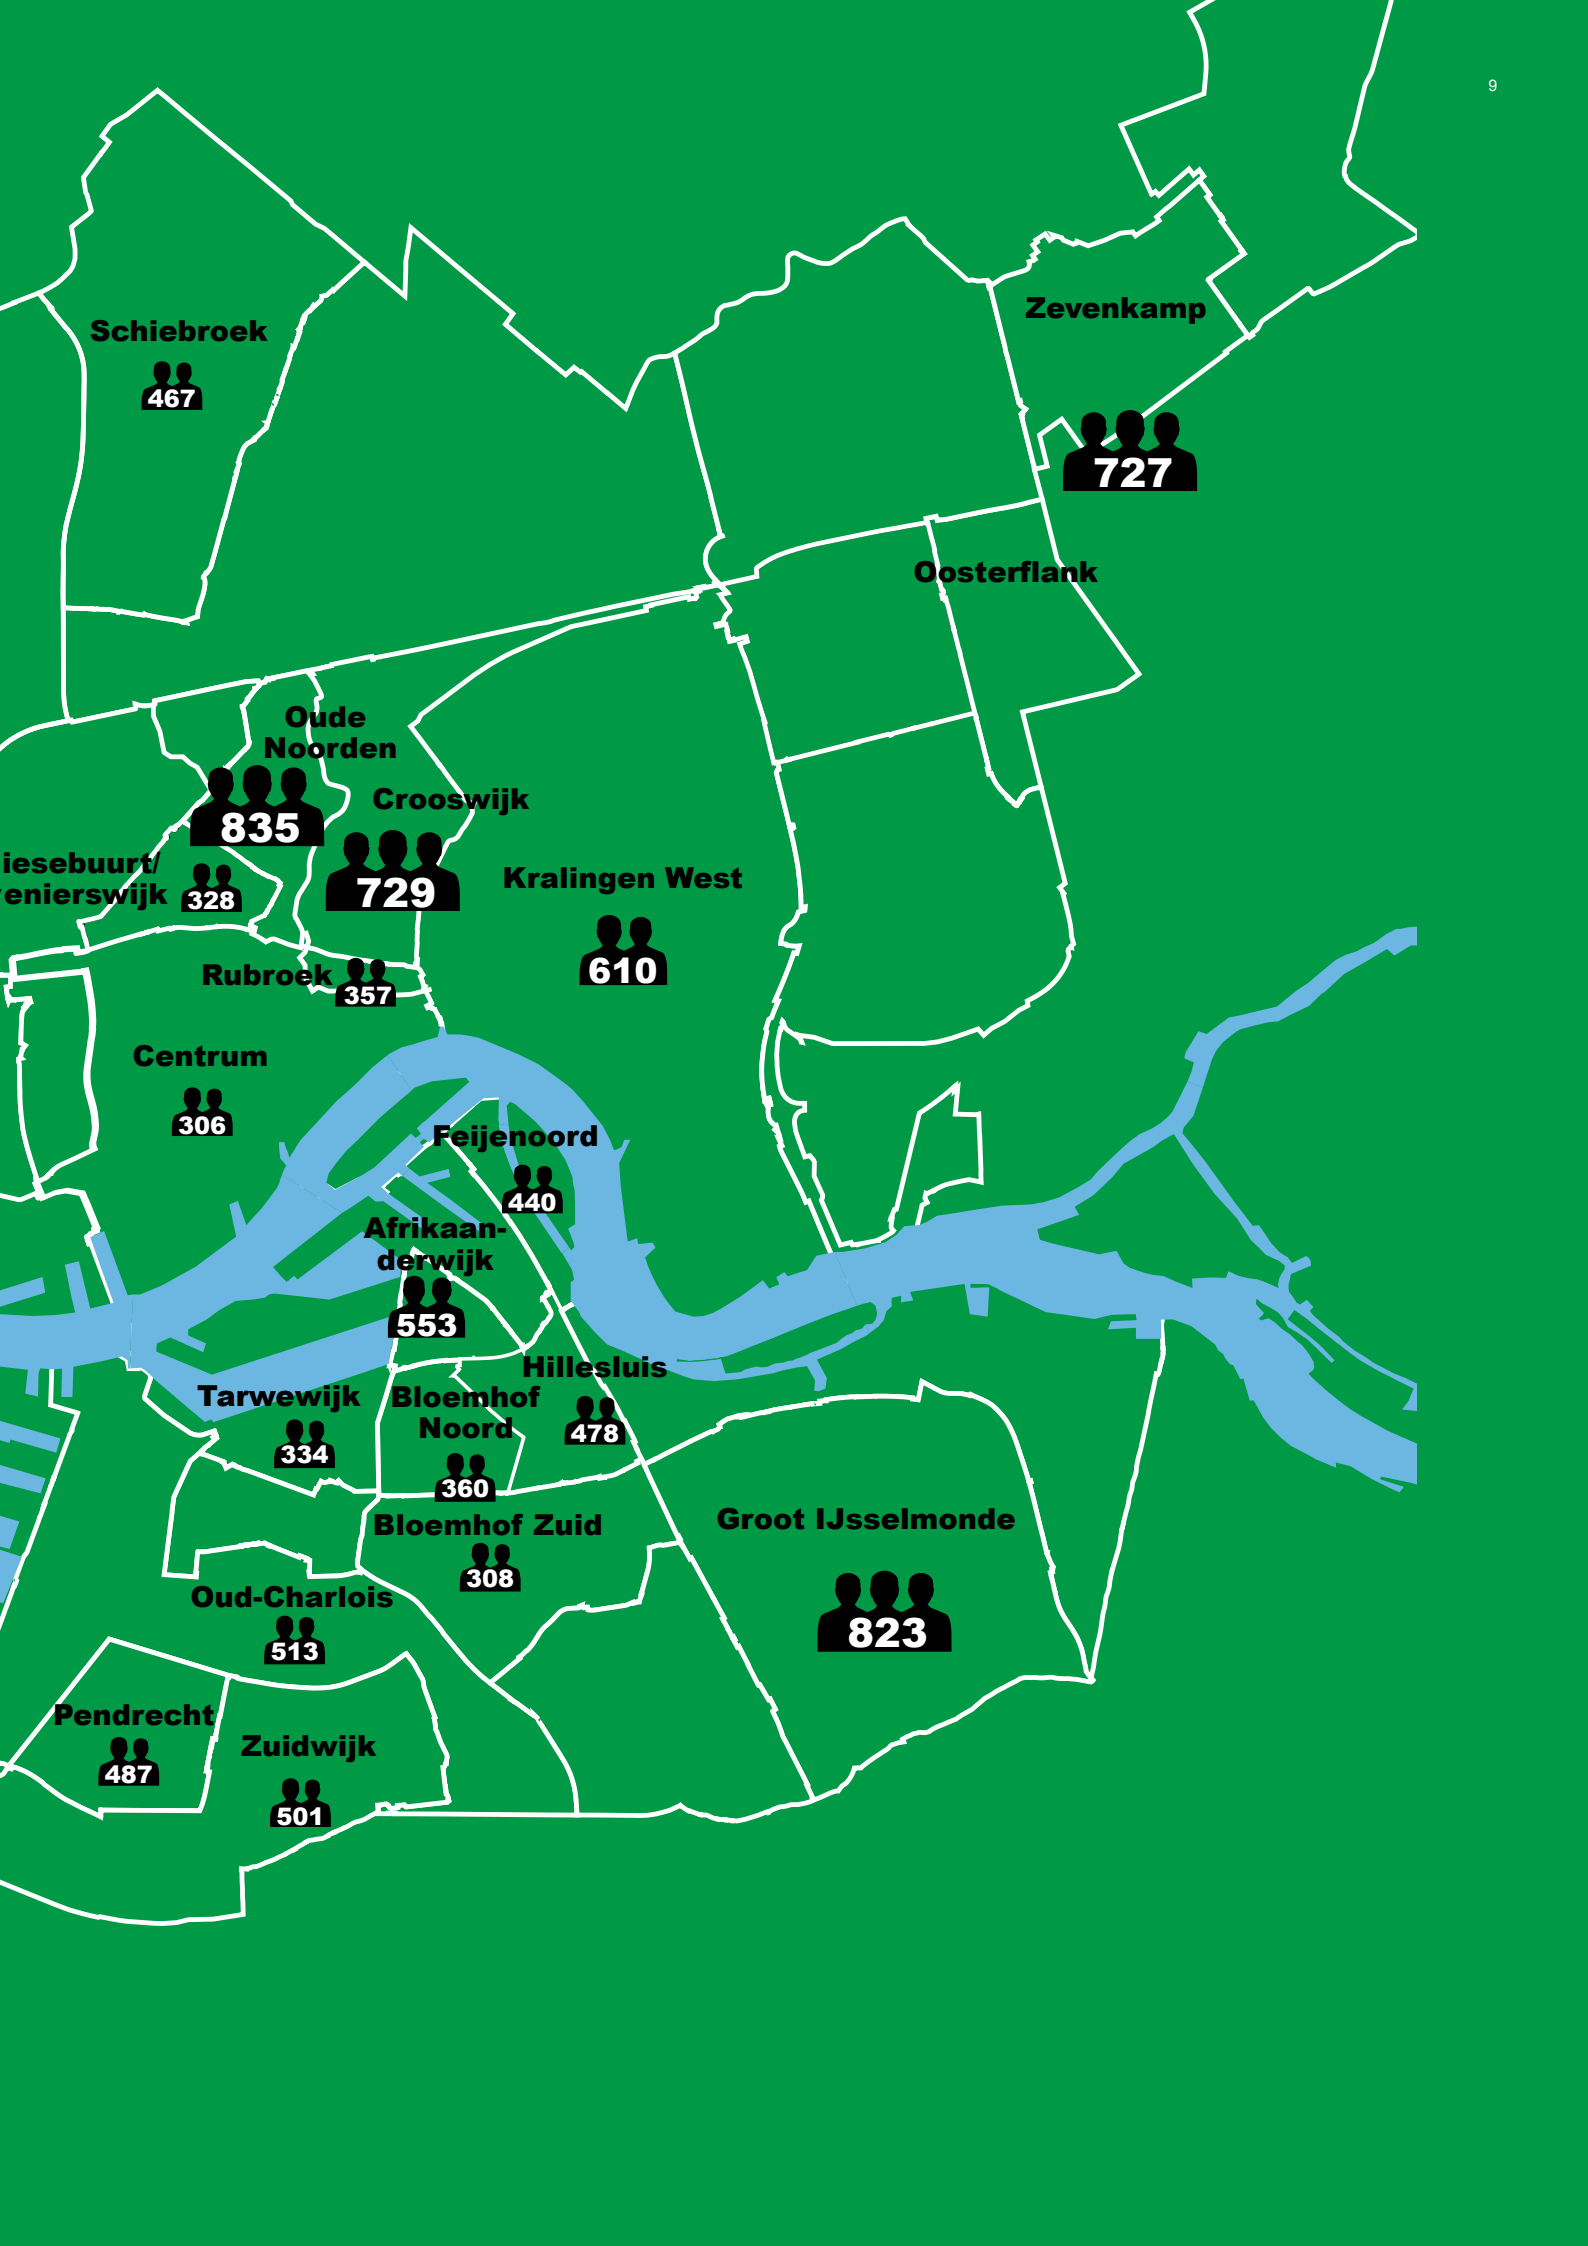 9
Zevenkamp
Schiebroek
467
727
Oosterflank
Oude
Noorden
Crooswijk
835
iesebuurt/
enierswijk
328
729
Kralingen West
610
Rubroek
357
Centrum
306
Feijenoord
440
Afrikaan-
derwijk
553
Hillesluis
478
Tarwewijk
334
Bloemhof
Noord
360
Bloemhof Zuid
308
Groot IJsselmonde
823
Oud-Charlois
513
Pendrecht
487
Zuidwijk
501